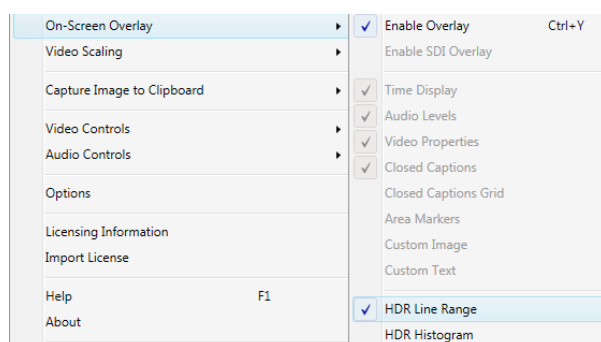 On-Screen Overlay
Video Scaling
Capture Image to Clipboard
Video Controls
Audio Controls
Options
Licensing Information
Import License
Help F1
About
Enable Overlay Ctrl+Y
Enable SDI Overlay
Time Display
Audio Levels
Video Properties
Closed Captions
Closed Captions Grid
Area Markers
Custom Image
Custom Text
HDR Line Range
HDR Histogram